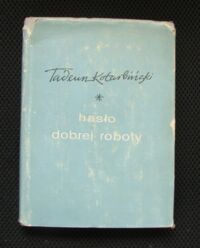 Tadeusz Kotarbiński
*
hasło
dobrej roboty